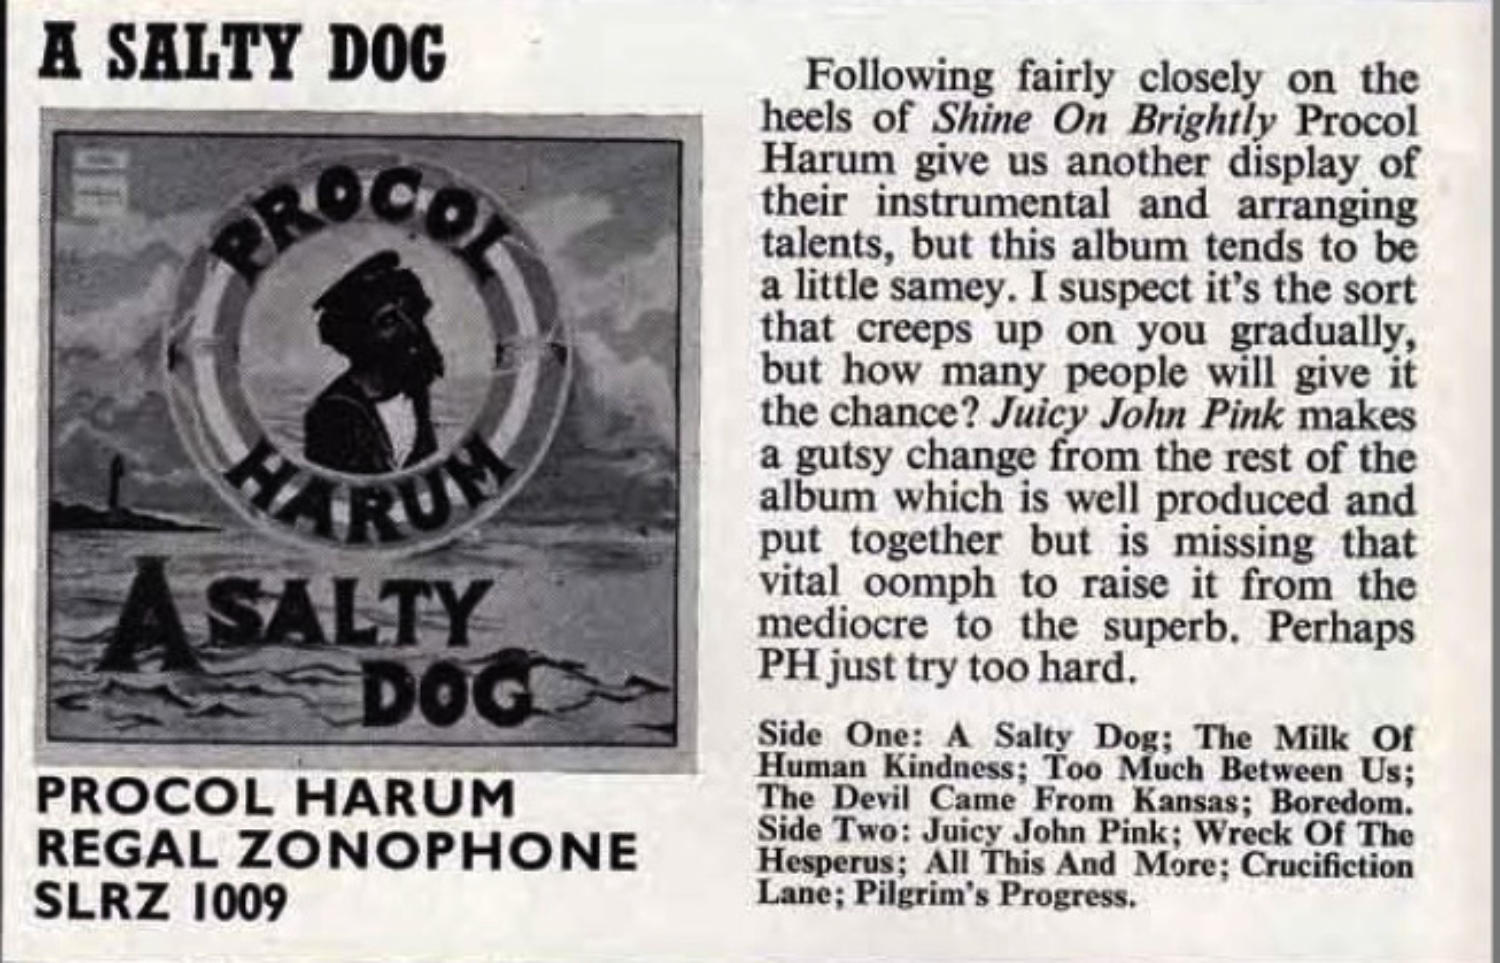 A SALTY DOG
PROCOL
HARUM
A SALTY
DOG
PROCOL HARUM
REGAL ZONOPHONE
SLRZ 1009
Following fairly closely on the
heels of Shine On Brightly Procol
Harum give us another display of
their instrumental and arranging
talents, but this album tends to be
a little samey. I suspect it's the sort
that creeps up on you gradually,
but how many people will give it
the chance? Juicy John Pink makes
a gutsy change from the rest of the
album which is well produced and
put together but is missing that
vital oomph to raise it from the
mediocre to the superb. Perhaps
PH just try too hard.
Side One: A Salty Dog; The Milk Of
Human Kindness; Too Much Between Us;
The Devil Came From Kansas; Boredom.
Side Two: Juicy John Pink; Wreck Of The
Hesperus; All This And More; Crucifiction
Lane; Pilgrim's Progress.